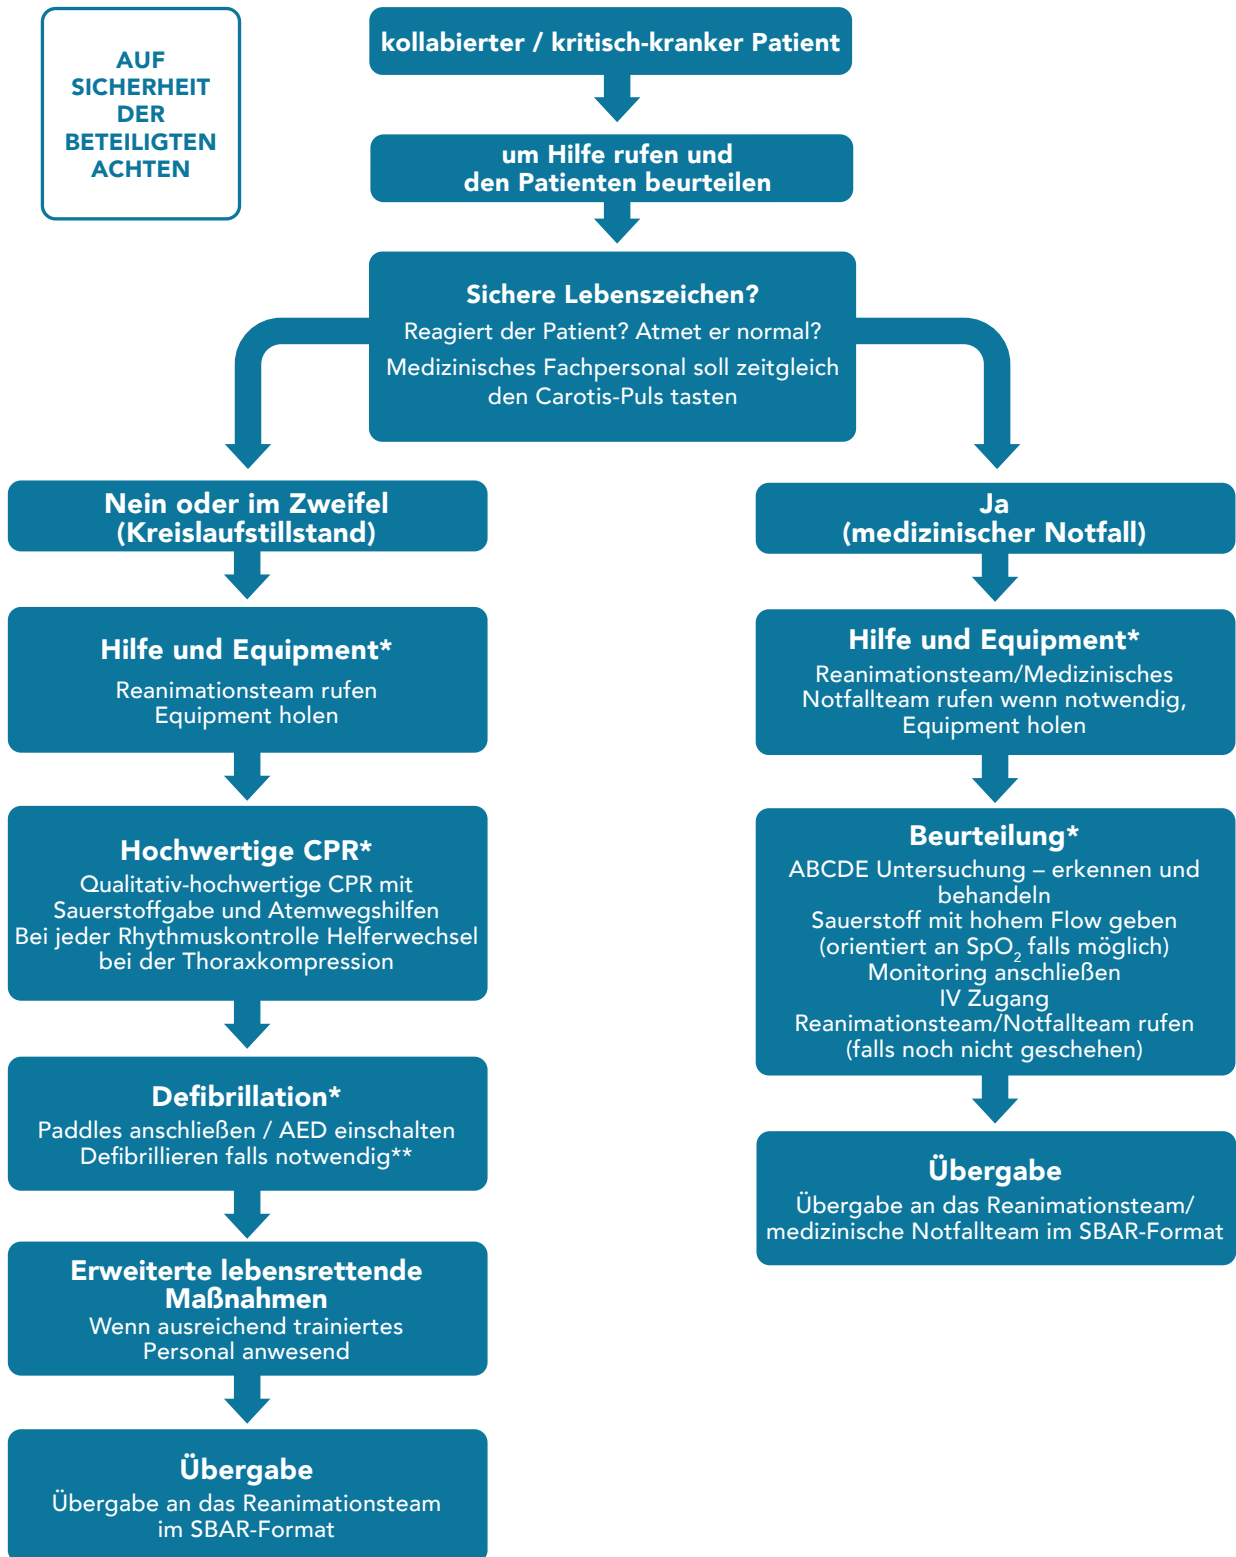 AUF
SICHERHEIT
DER
BETEILIGTEN
ACHTEN
kollabierter / kritisch-kranker Patient
um Hilfe rufen und
den Patienten beurteilen
Sichere Lebenszeichen?
Reagiert der Patient? Atmet er normal?
Medizinisches Fachpersonal soll zeitgleich
den Carotis-Puls tasten
Nein oder im Zweifel
(Kreislaufstillstand)
Hilfe und Equipment*
Reanimationsteam rufen
Equipment holen
Hochwertige CPR*
Qualitativ-hochwertige CPR mit
Sauerstoffgabe und Atemwegshilfen
Bei jeder Rhythmuskontrolle Helferwechsel
bei der Thoraxkompression
Defibrillation*
Paddles anschließen / AED einschalten
Defibrillieren falls notwendig**
Erweiterte lebensrettende
Maßnahmen
Wenn ausreichend trainiertes
Personal anwesend
Übergabe
Übergabe an das Reanimationsteam
im SBAR-Format
Ja
(medizinischer Notfall)
Hilfe und Equipment*
Reanimationsteam/Medizinisches
Notfallteam rufen wenn notwendig,
Equipment holen
Beurteilung*
ABCDE Untersuchung – erkennen und
behandeln
Sauerstoff mit hohem Flow geben
(orientiert an SpO₂ falls möglich)
Monitoring anschließen
IV Zugang
Reanimationsteam/Notfallteam rufen
(falls noch nicht geschehen)
Übergabe
Übergabe an das Reanimationsteam/
medizinische Notfallteam im SBAR-Format